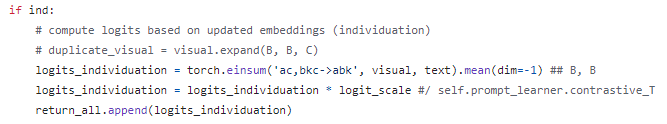 if ind:
    # compute logits based on updated embeddings (individuation)
    # duplicate_visual = visual.expand(B, B, C)
    logits_individuation = torch.einsum('ac,bkc->abk', visual, text).mean(dim=-1) ## B, B
    logits_individuation = logits_individuation * logit_scale #/ self.prompt_learner.contrastive_T
    return_all.append(logits_individuation)